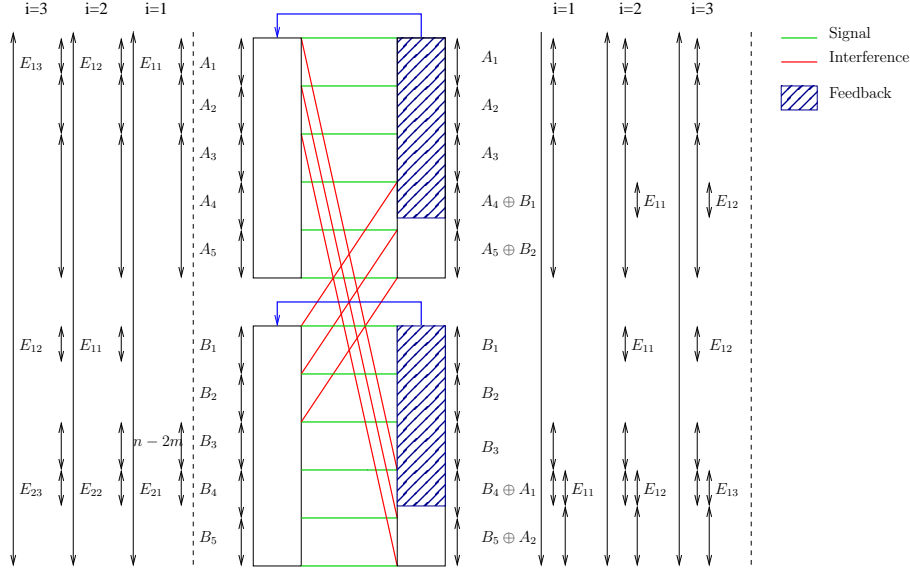 i=3 i=2 i=1 i=1 i=2 i=3
Signal
Interference
Feedback
E₁₃ E₁₂ E₁₁ A₁ A₁
A₂ A₂
A₃ A₃
A₄ A₄ ⊕ B₁ E₁₁ E₁₂
A₅ A₅ ⊕ B₂
E₁₂ E₁₁ B₁ B₁ E₁₁ E₁₂
B₂ B₂
n − 2m B₃ B₃
E₂₃ E₂₂ E₂₁ B₄ B₄ ⊕ A₁ E₁₁ E₁₂ E₁₃
B₅ B₅ ⊕ A₂